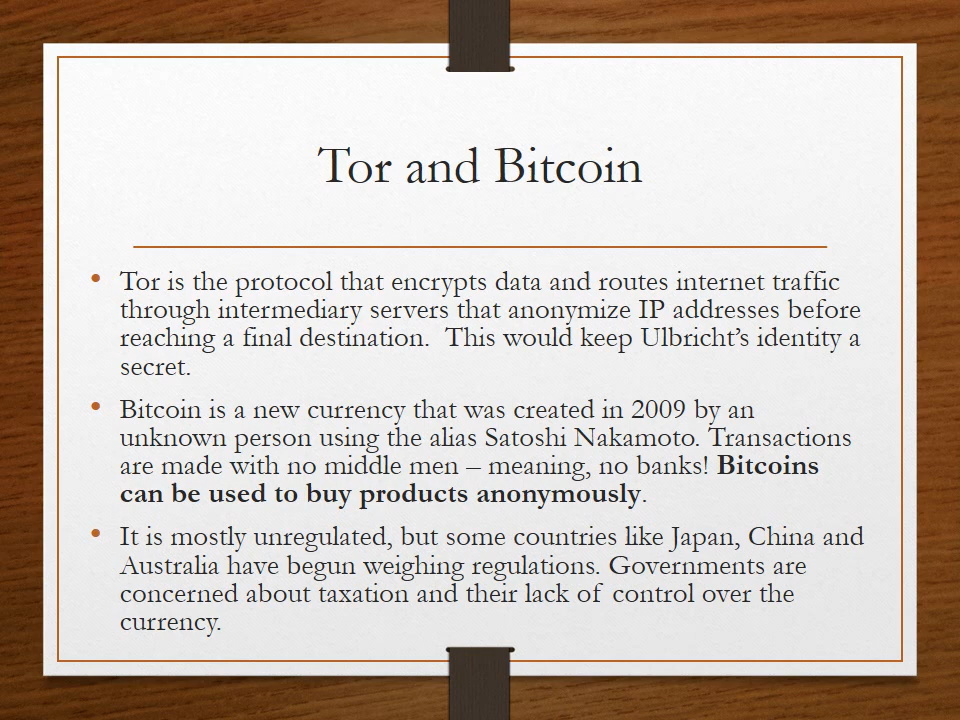 Tor and Bitcoin
• Tor is the protocol that encrypts data and routes internet traffic
through intermediary servers that anonymize IP addresses before
reaching a final destination.  This would keep Ulbricht’s identity a
secret.
• Bitcoin is a new currency that was created in 2009 by an
unknown person using the alias Satoshi Nakamoto. Transactions
are made with no middle men – meaning, no banks! Bitcoins
can be used to buy products anonymously.
• It is mostly unregulated, but some countries like Japan, China and
Australia have begun weighing regulations. Governments are
concerned about taxation and their lack of control over the
currency.